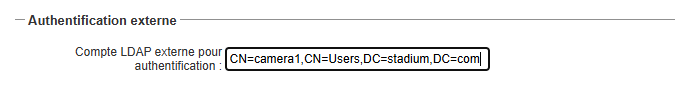 Authentification externe
Compte LDAP externe pour
authentification : CN=camera1,CN=Users,DC=stadium,DC=com